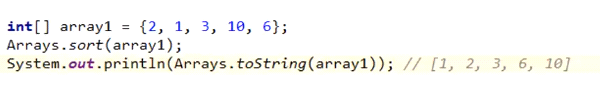 int[] array1 = {2, 1, 3, 10, 6};
Arrays.sort(array1);
System.out.println(Arrays.toString(array1)); // [1, 2, 3, 6, 10]